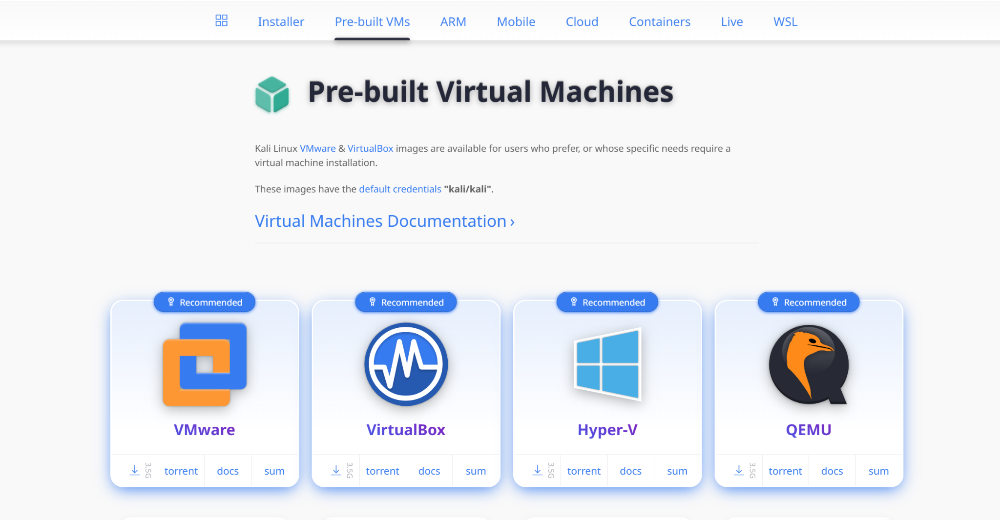 Installer Pre-built VMs ARM Mobile Cloud Containers Live WSL
Pre-built Virtual Machines
Kali Linux VMware & VirtualBox images are available for users who prefer, or whose specific needs require a
virtual machine installation.
These images have the default credentials "kali/kali".
Virtual Machines Documentation ›
Recommended Recommended Recommended Recommended
VMware VirtualBox Hyper-V QEMU
3.5G torrent docs sum 3.5G torrent docs sum 3.5G torrent docs sum 3.5G torrent docs sum